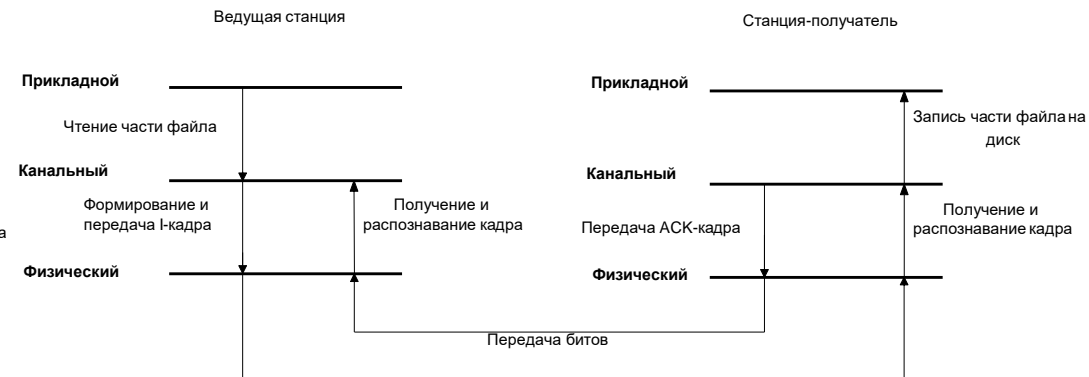 Ведущая станция
Станция-получатель
Прикладной
Чтение части файла
Канальный
Формирование и
передача I-кадра
Получение и
распознавание кадра
Физический
Прикладной
Запись части файла на
диск
Канальный
Передача АСК-кадра
Получение и
распознавание кадра
Физический
Передача битов